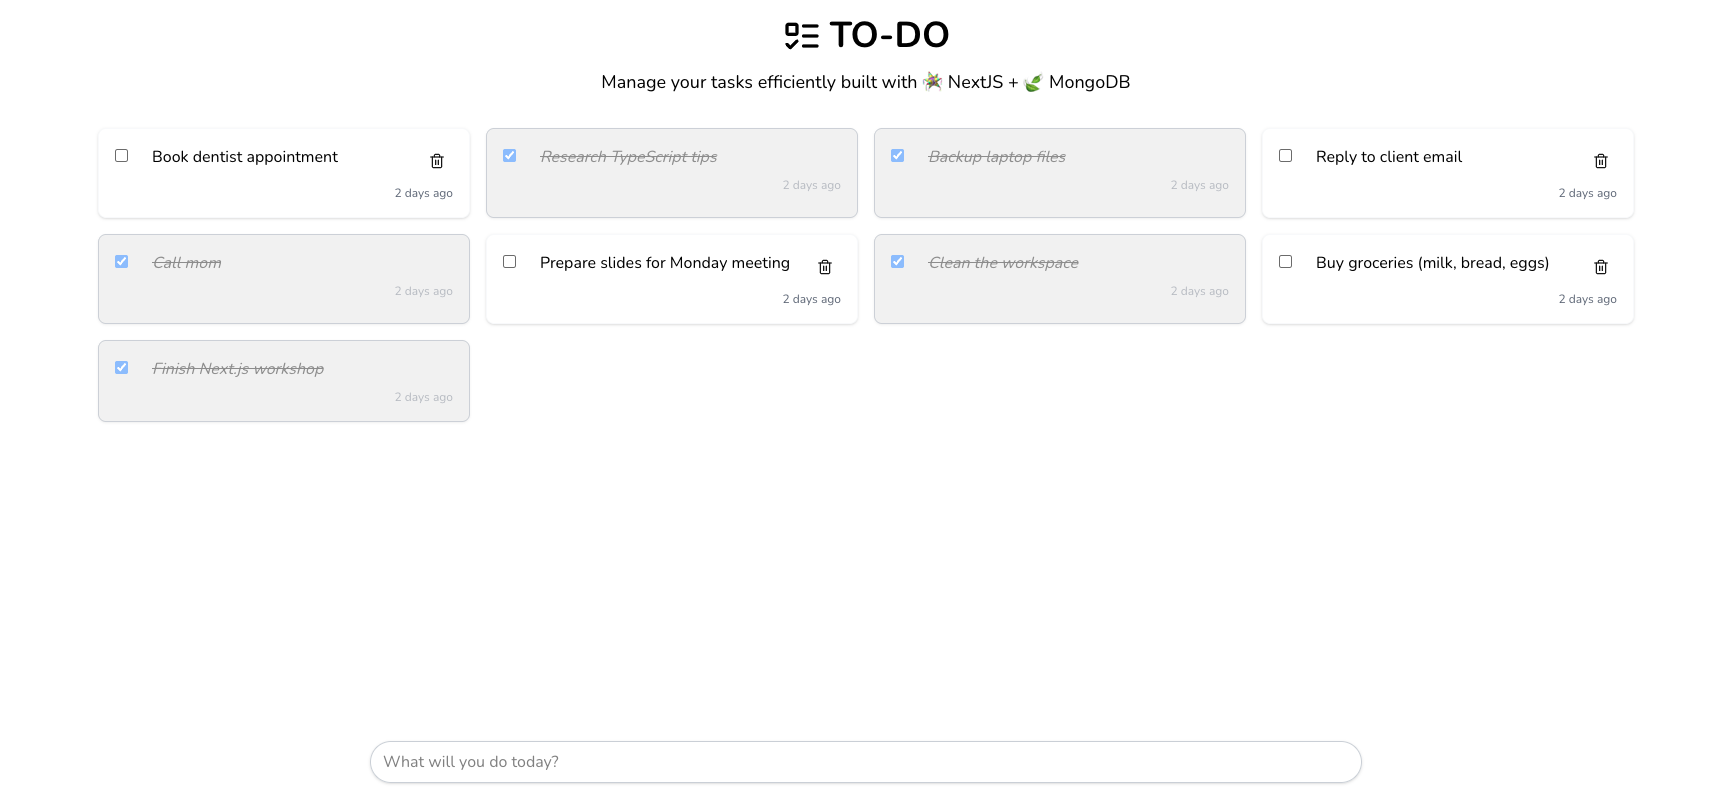 TO-DO
Manage your tasks efficiently built with 🧚 NextJS + 🍃 MongoDB
Book dentist appointment
2 days ago
Research TypeScript tips
2 days ago
Backup laptop files
2 days ago
Reply to client email
2 days ago
Call mom
2 days ago
Prepare slides for Monday meeting
2 days ago
Clean the workspace
2 days ago
Buy groceries (milk, bread, eggs)
2 days ago
Finish Next.js workshop
2 days ago
What will you do today?